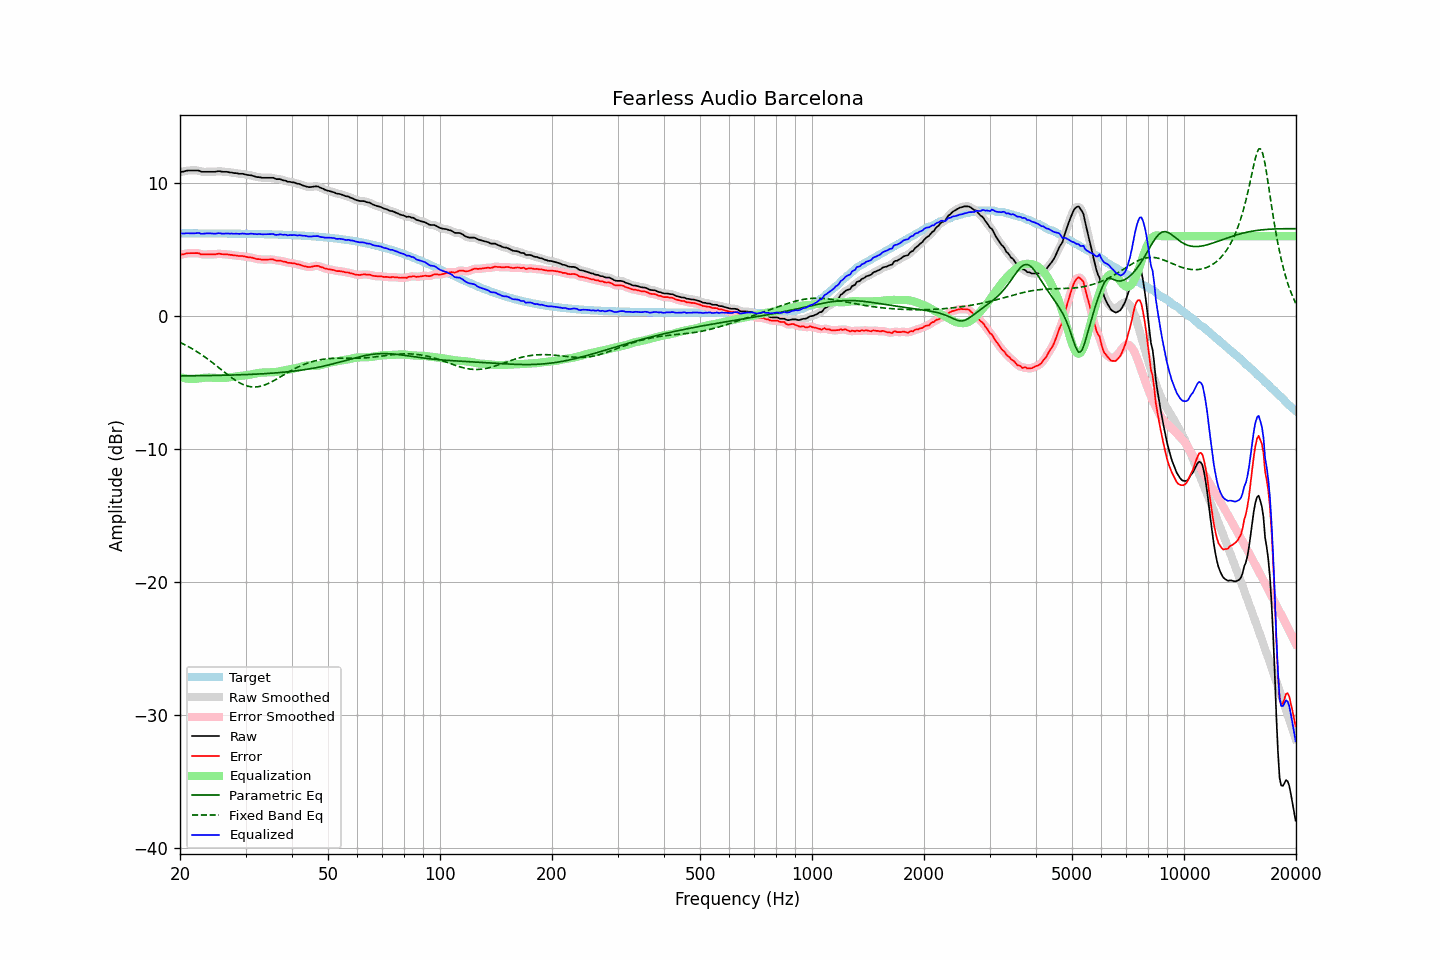 Fearless Audio Barcelona
Amplitude (dBr)
10
0
−10
−20
−30
−40
Target
Raw Smoothed
Error Smoothed
Raw
Error
Equalization
Parametric Eq
Fixed Band Eq
Equalized
20 50 100 200 500 1000 2000 5000 10000 20000
Frequency (Hz)